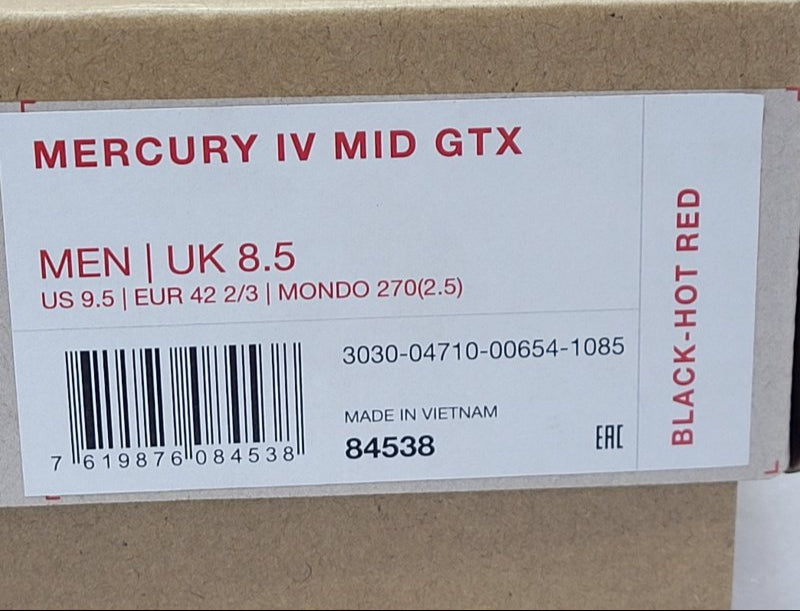 MERCURY IV MID GTX
MEN | UK 8.5
US 9.5 | EUR 42 2/3 | MONDO 270(2.5)
7 619876 084538
3030-04710-00654-1085
MADE IN VIETNAM
84538
EAC
BLACK-HOT RED